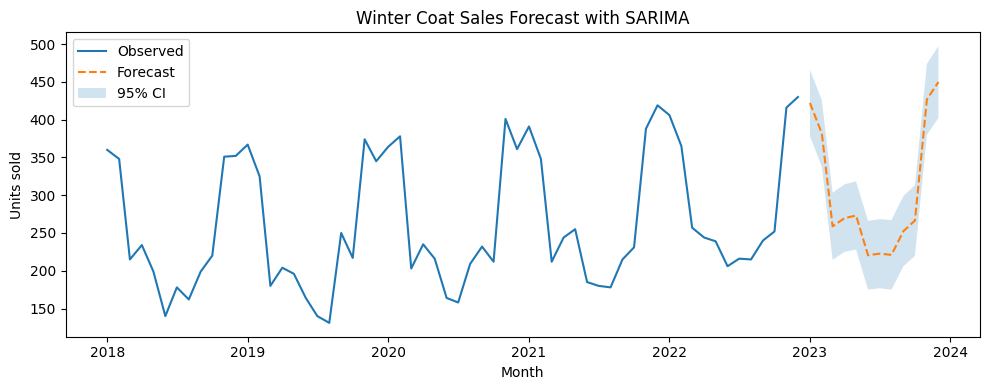 Winter Coat Sales Forecast with SARIMA
Observed
Forecast
95% CI
Units sold
500
450
400
350
300
250
200
150
2018
2019
2020
2021
2022
2023
2024
Month